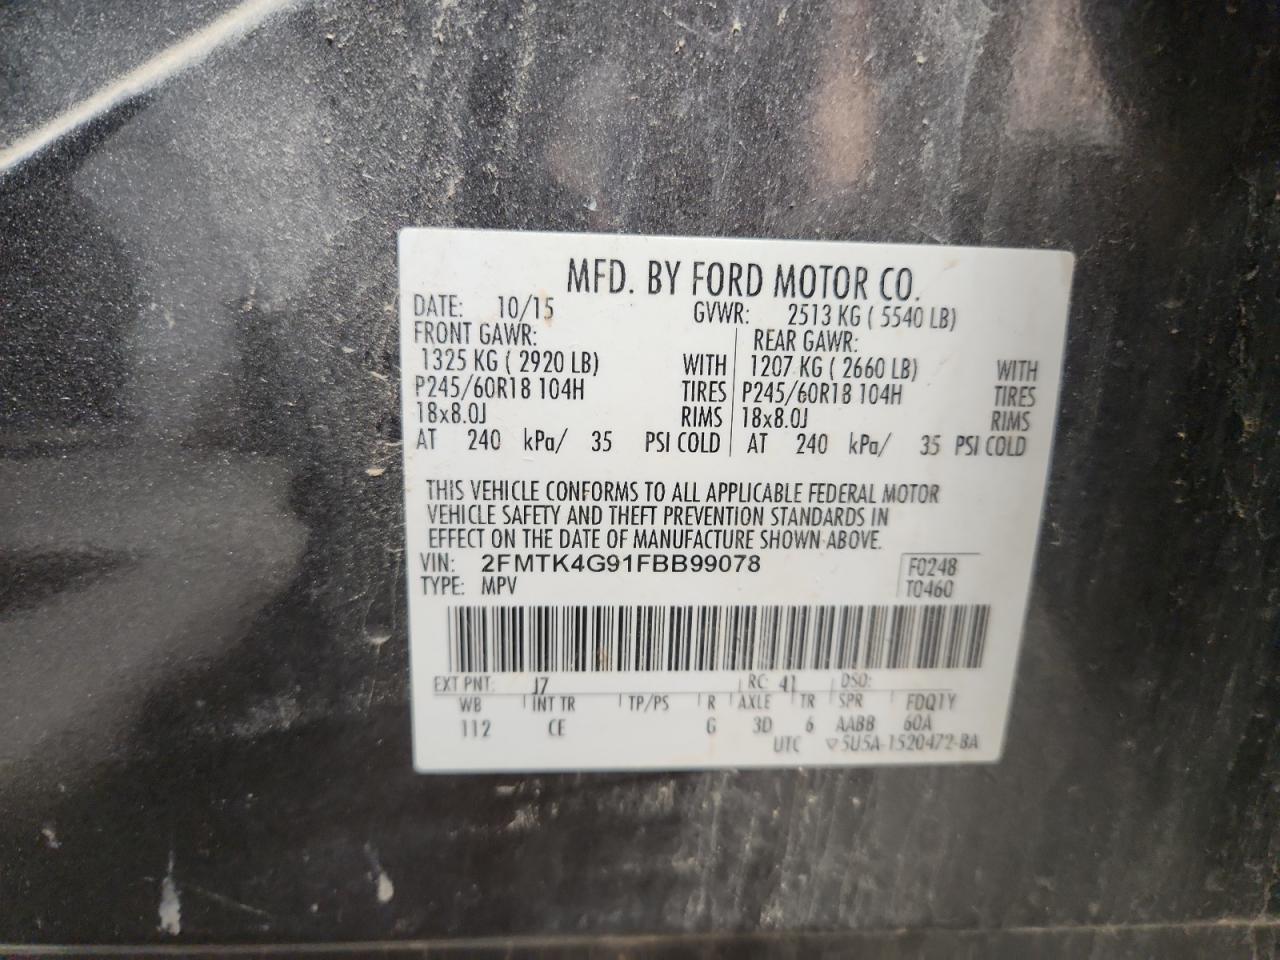 MFD. BY FORD MOTOR CO.
DATE: 10/15 GVWR: 2513 KG ( 5540 LB)
FRONT GAWR: REAR GAWR:
1325 KG ( 2920 LB) WITH 1207 KG ( 2660 LB) WITH
P245/60R18 104H TIRES P245/60R18 104H TIRES
18x8.0J RIMS 18x8.0J RIMS
AT 240 kPa/ 35 PSI COLD AT 240 kPa/ 35 PSI COLD
THIS VEHICLE CONFORMS TO ALL APPLICABLE FEDERAL MOTOR
VEHICLE SAFETY AND THEFT PREVENTION STANDARDS IN
EFFECT ON THE DATE OF MANUFACTURE SHOWN ABOVE.
VIN: 2FMTK4G91FBB99078 F0248
TYPE: MPV T0460
EXT PNT: J7 RC: 41 DSO:
WB INT TR TP/PS R AXLE TR SPR FDQ1Y
112 CE G 3D 6 AABB 60A
UTC ▽5U5A-1520472-BA